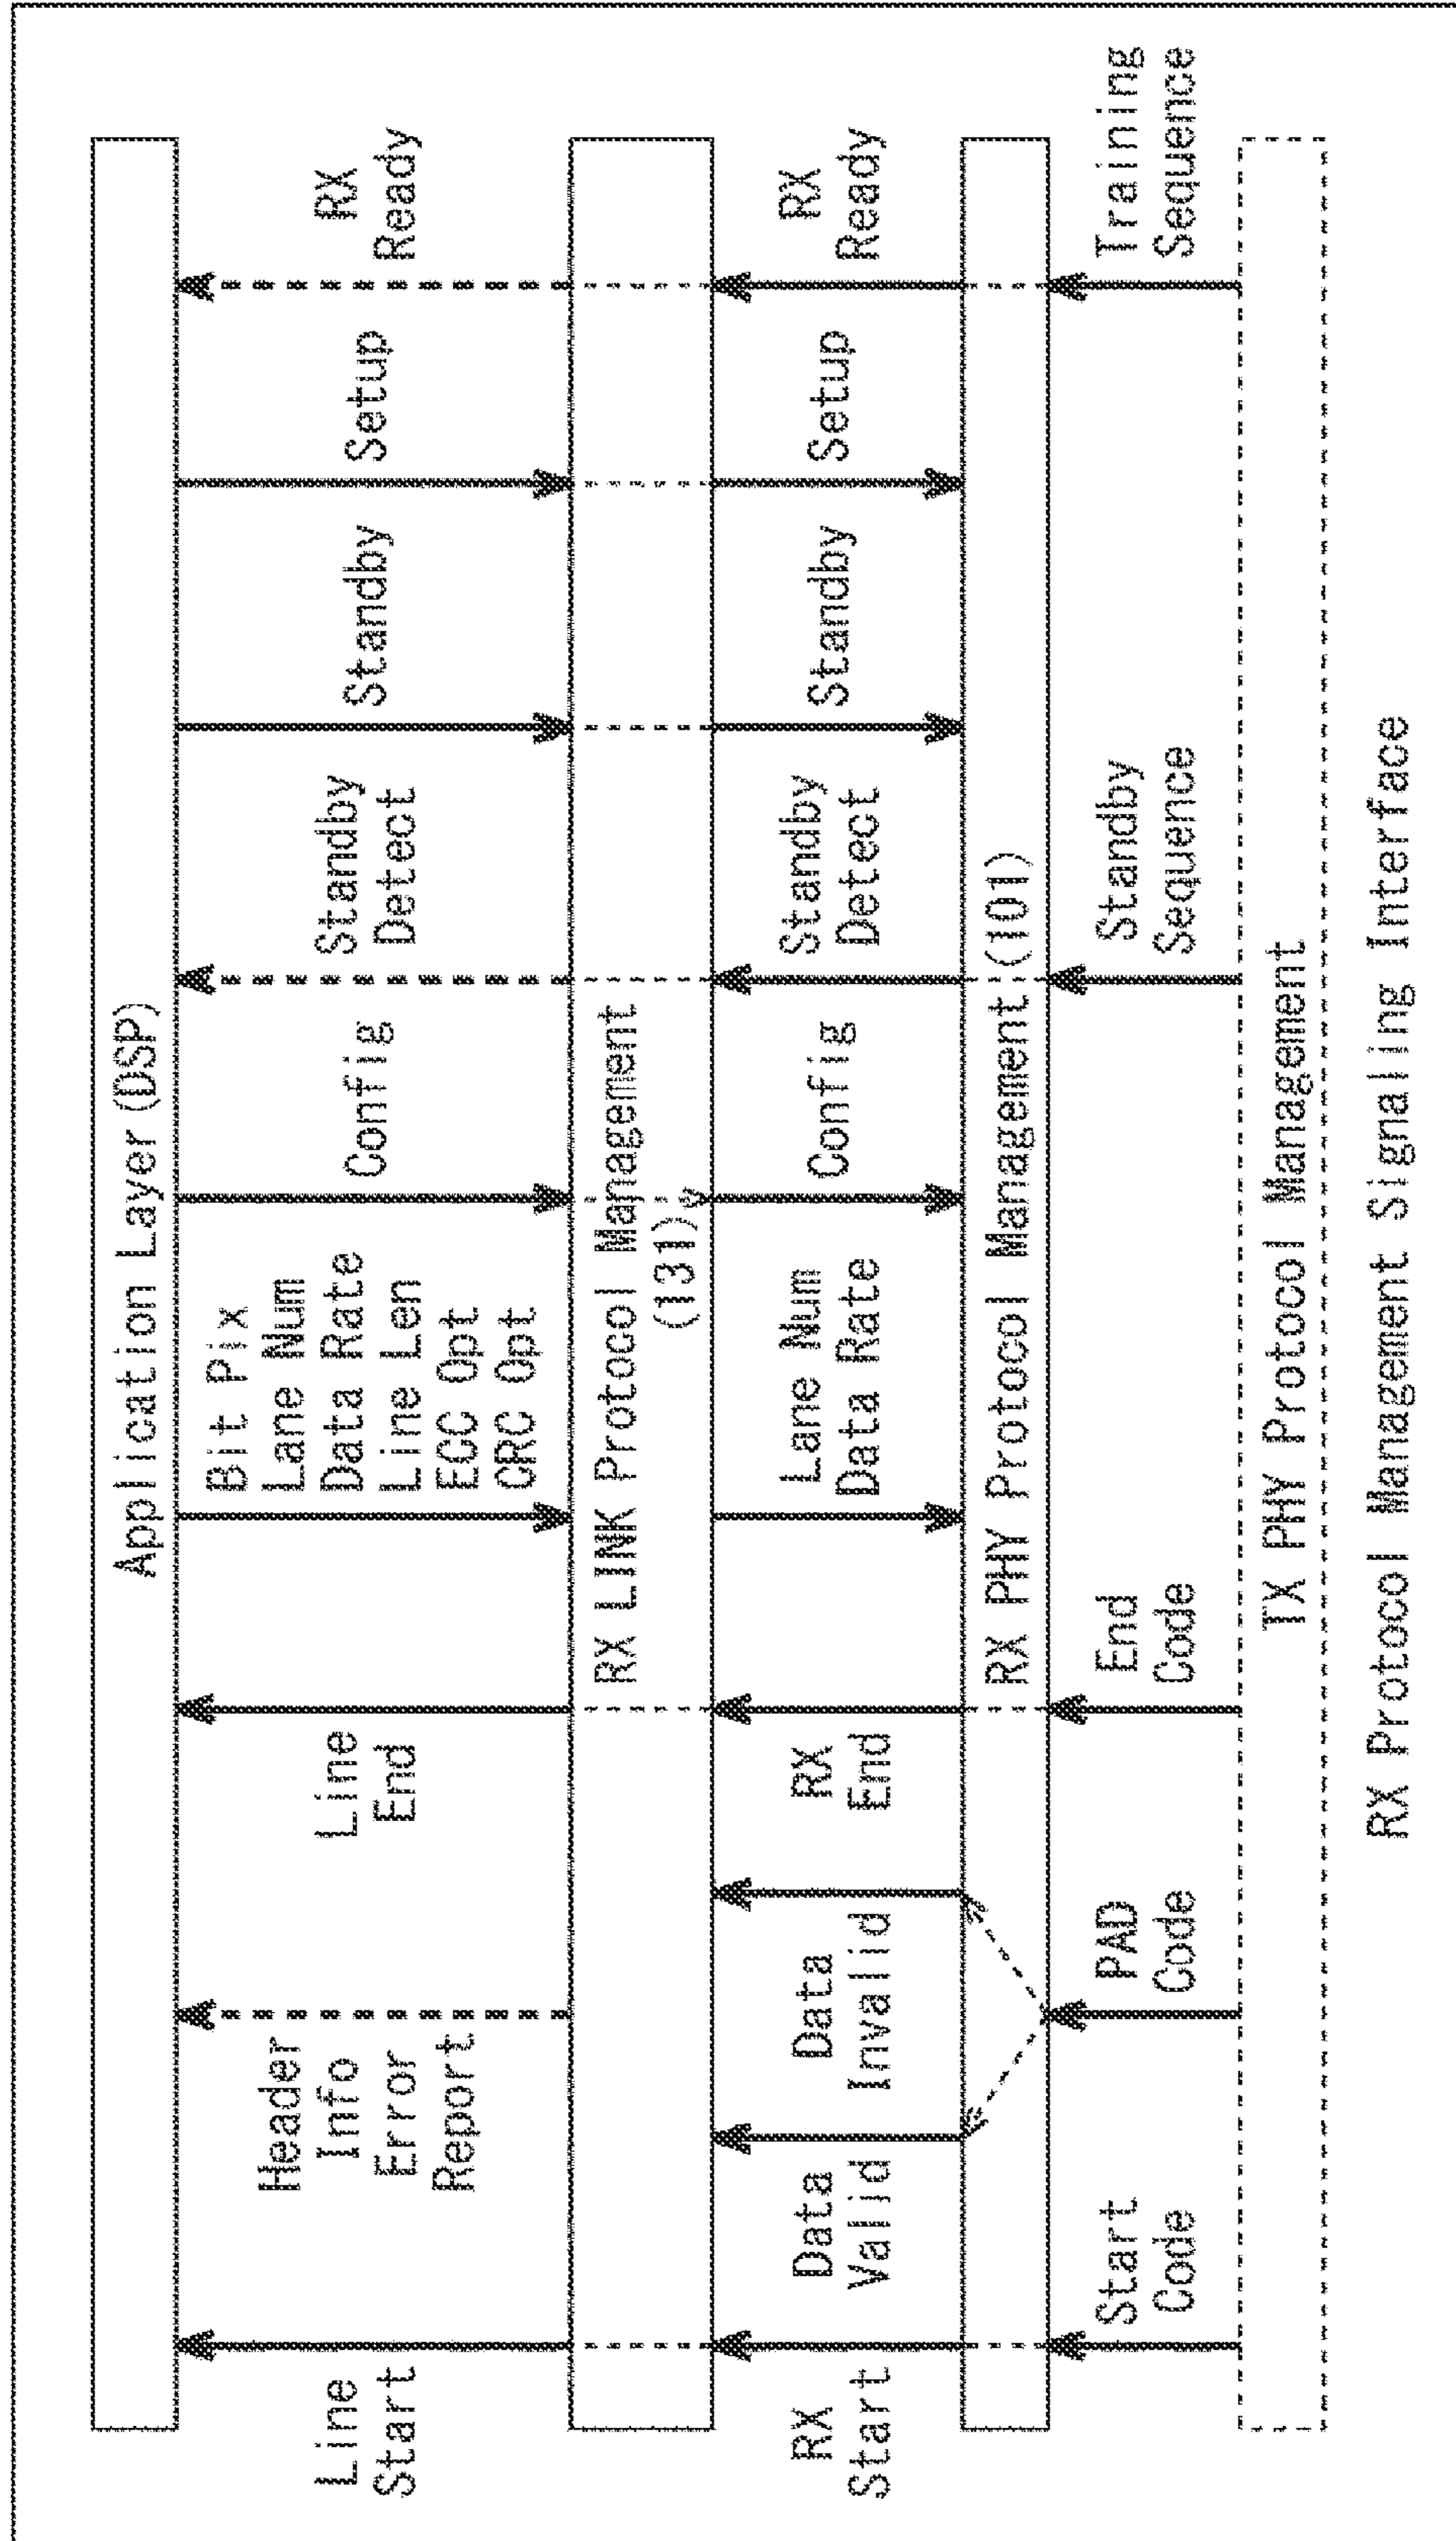 Application Layer(DSP)
Line
Start
Header
Info
Error
Report
Line
End
Bit Pix
Lane Num
Data Rate
Line Len
ECC Opt
CRC Opt
Config
Standby
Detect
Standby
Setup
RX
Ready
RX LINK Protocol Management
(131)
RX
Start
Data
Valid
Data
Invalid
RX
End
Lane Num
Data Rate
Config
Standby
Detect
Standby
Setup
RX
Ready
RX PHY Protocol Management (101)
Start
Code
PAD
Code
End
Code
Standby
Sequence
Training
Sequence
TX PHY Protocol Management
RX Protocol Management Signaling Interface